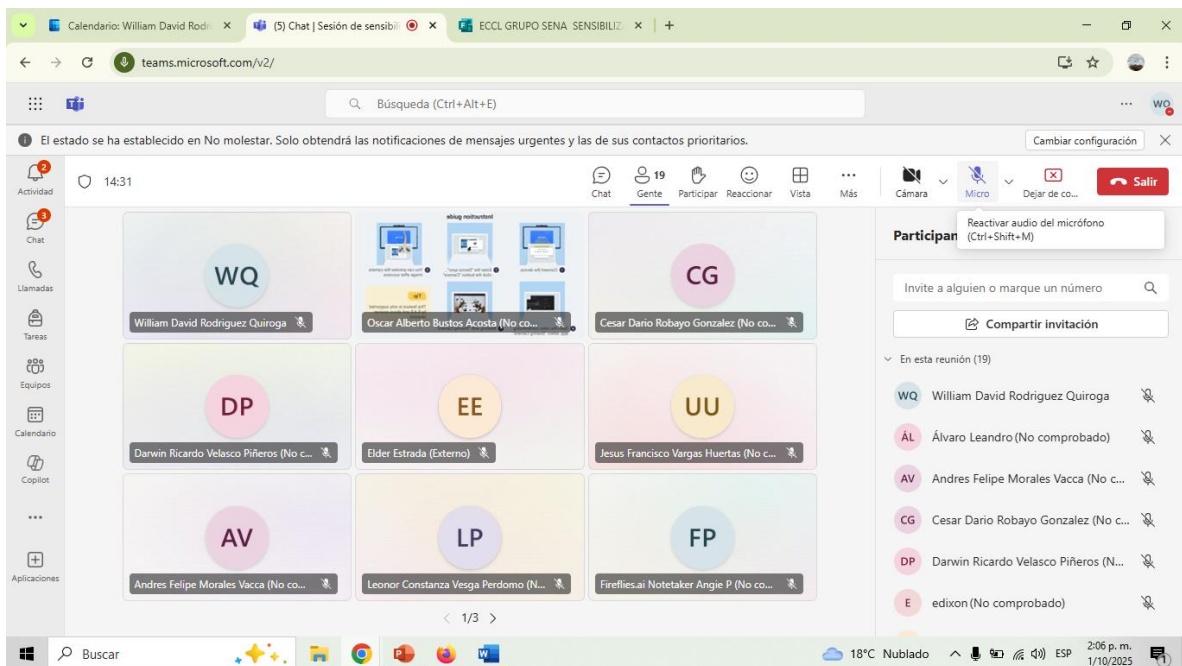 Calendario: William David Rodri
(5) Chat | Sesión de sensibili
ECCL GRUPO SENA SENSIBILIZ
teams.microsoft.com/v2/
Búsqueda (Ctrl+Alt+E)
WQ
El estado se ha establecido en No molestar. Solo obtendrá las notificaciones de mensajes urgentes y las de sus contactos prioritarios.
Cambiar configuración
2
Actividad
3
Chat
Llamadas
Tareas
Equipos
Calendario
Copilot
Aplicaciones
14:31
Chat
19
Gente
Participar
Reaccionar
Vista
Más
Cámara
Micro
Dejar de co...
Salir
Reactivar audio del micrófono
(Ctrl+Shift+M)
WQ
William David Rodriguez Quiroga
Instruction guide
Oscar Alberto Bustos Acosta (No co...
CG
Cesar Dario Robayo Gonzalez (No co...
DP
Darwin Ricardo Velasco Piñeros (No c...
EE
Elder Estrada (Externo)
UU
Jesus Francisco Vargas Huertas (No c...
AV
Andres Felipe Morales Vacca (No co...
LP
Leonor Constanza Vesga Perdomo (N...
FP
Fireflies.ai Notetaker Angie P (No co...
1/3
Participan
Invite a alguien o marque un número
Compartir invitación
En esta reunión (19)
WQ William David Rodriguez Quiroga
ÁL Álvaro Leandro (No comprobado)
AV Andres Felipe Morales Vacca (No c...
CG Cesar Dario Robayo Gonzalez (No c...
DP Darwin Ricardo Velasco Piñeros (N...
E edixon (No comprobado)
Buscar
18°C Nublado
ESP
2:06 p. m.
1/10/2025